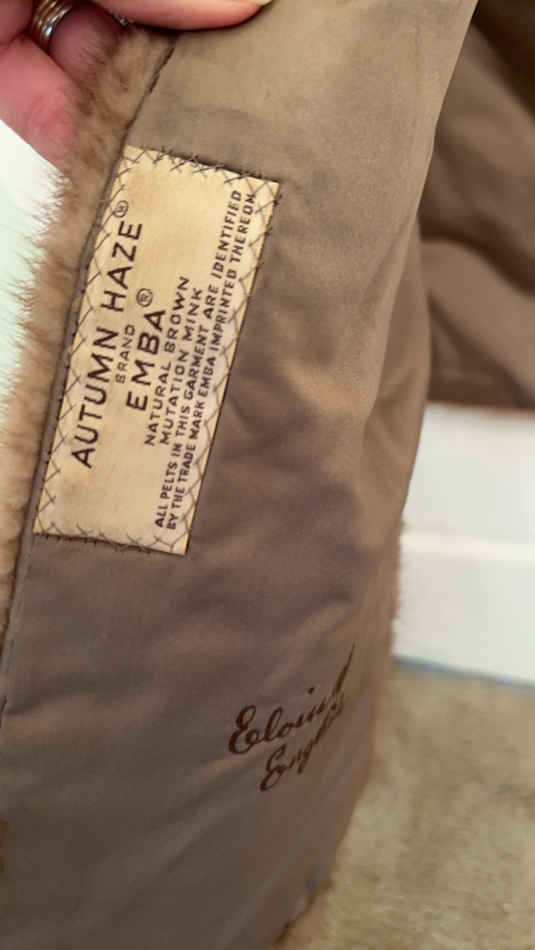 AUTUMN HAZE®
BRAND
EMBA®
NATURAL BROWN
MUTATION MINK
ALL PELTS IN THIS GARMENT ARE IDENTIFIED
BY THE TRADE MARK EMBA IMPRINTED THEREON